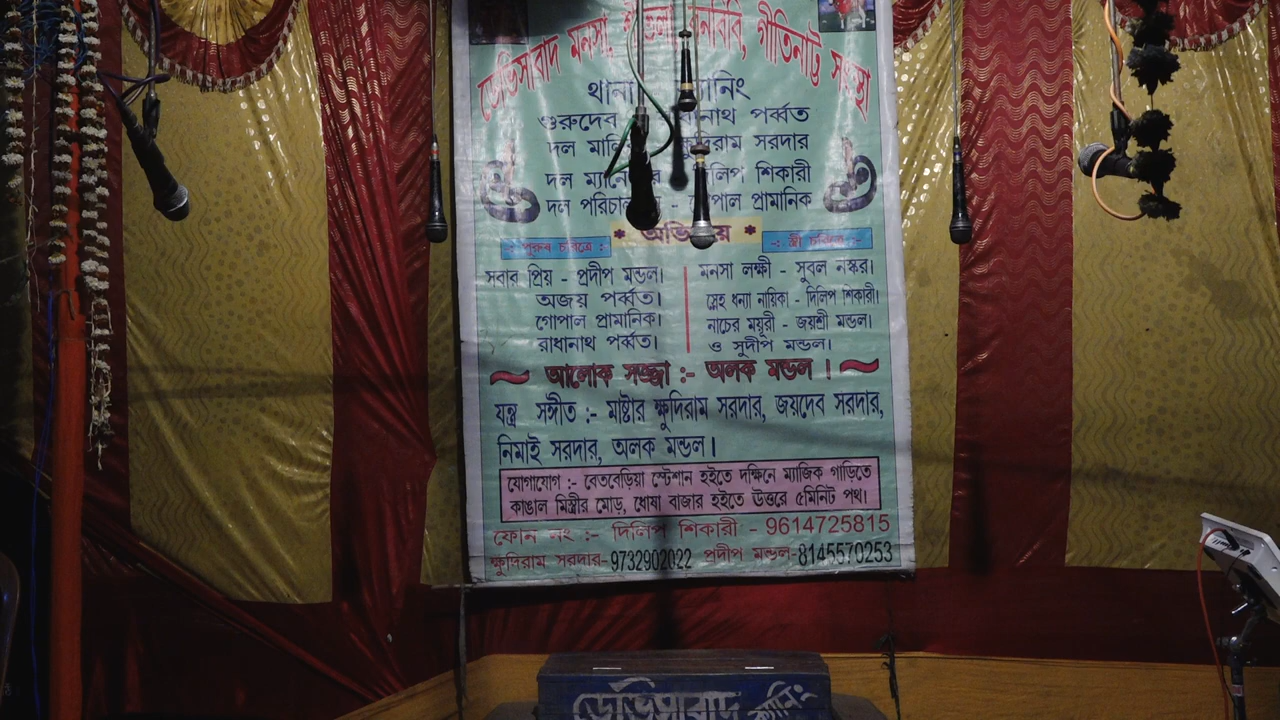 ডেভিসাবাদ মনসা, শীতলা বনবিবি, গীতিনাট্ট সংস্থা
থানা ক্যানিং
গুরুদেব নাথ পর্ব্বত
দল মালি রাম সরদার
দল ম্যানেজার দিলিপ শিকারী
দল পরিচালক - গোপাল প্রামানিক
* অভিনয় *
-: পুরুষ চরিত্রে :-
-: স্ত্রী চরিত্রে :-
সবার প্রিয় - প্রদীপ মন্ডল।
অজয় পর্ব্বত।
গোপাল প্রামানিক।
রাধানাথ পর্ব্বত।
মনসা লক্ষী - সুবল নস্কর।
স্নেহ ধন্যা নায়িকা - দিলিপ শিকারী।
নাচের ময়ূরী - জয়শ্রী মন্ডল।
ও সুদীপ মন্ডল।
আলোক সজ্জা :- অলক মন্ডল।
যন্ত্র সঙ্গীত :- মাষ্টার ক্ষুদিরাম সরদার, জয়দেব সরদার,
নিমাই সরদার, অলক মন্ডল।
যোগাযোগ :- বেতবেড়িয়া স্টেশান হইতে দক্ষিনে ম্যাজিক গাড়িতে
কাঙাল মিস্ত্রীর মোড়, ধোষা বাজার হইতে উত্তরে ৫মিনিট পথ।
ফোন নং :- দিলিপ শিকারী - 9614725815
ক্ষুদিরাম সরদার-9732902022 প্রদীপ মন্ডল-8145570253
ডেভিসাবাদ ক্যানিং